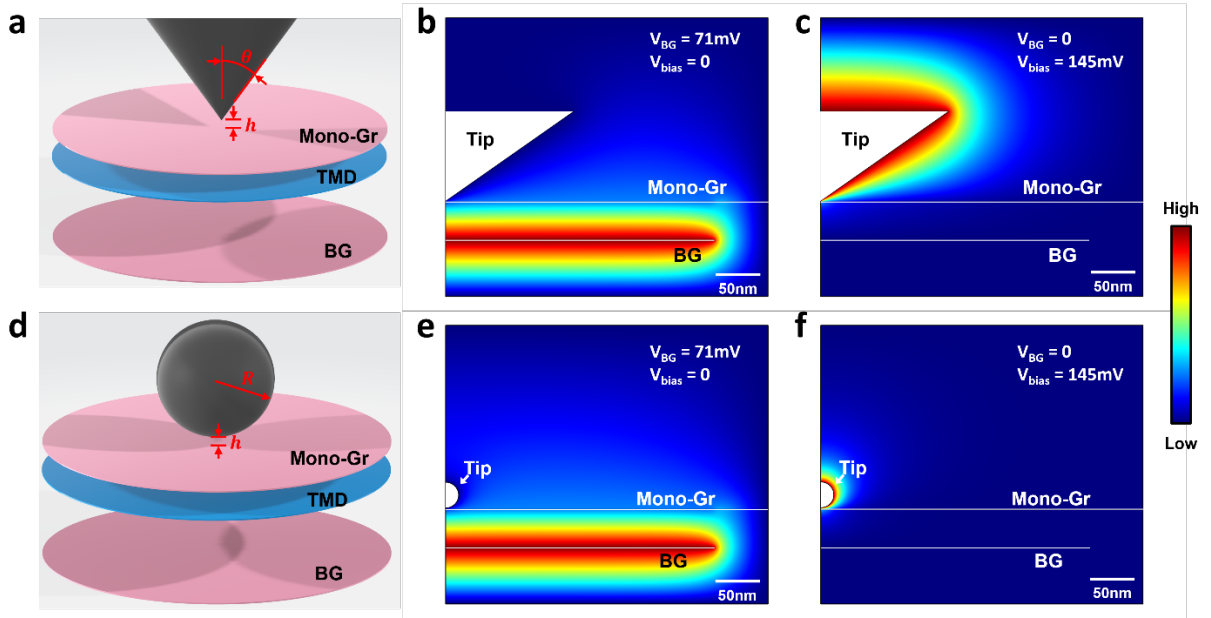 a
θ
h
Mono-Gr
TMD
BG
b
V_BG = 71mV
V_bias = 0
Tip
Mono-Gr
BG
50nm
c
V_BG = 0
V_bias = 145mV
Tip
Mono-Gr
BG
50nm
High
Low
d
R
h
Mono-Gr
TMD
BG
e
V_BG = 71mV
V_bias = 0
Tip
Mono-Gr
BG
50nm
f
V_BG = 0
V_bias = 145mV
Tip
Mono-Gr
BG
50nm